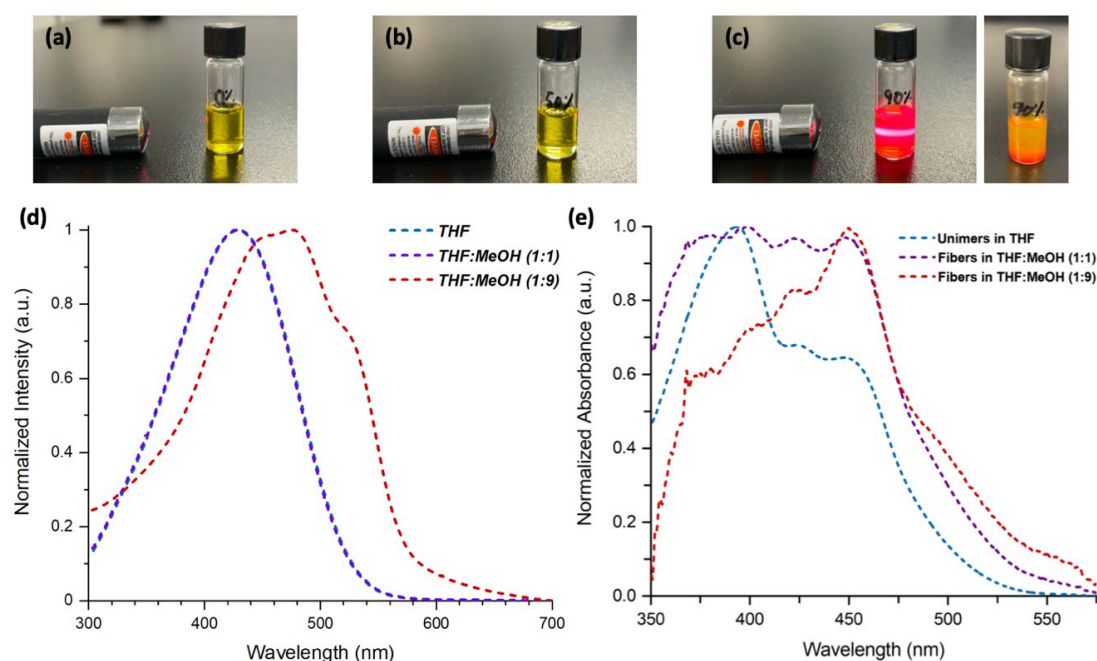 (a)
0%
(b)
50%
(c)
90%
90%
(d)
THF
THF:MeOH (1:1)
THF:MeOH (1:9)
1
0.8
0.6
0.4
0.2
0
300
400
500
600
700
Normalized Intensity (a.u.)
Wavelength (nm)
(e)
Unimers in THF
Fibers in THF:MeOH (1:1)
Fibers in THF:MeOH (1:9)
1.0
0.8
0.6
0.4
0.2
0.0
350
400
450
500
550
Normalized Absorbance (a.u.)
Wavelength (nm)